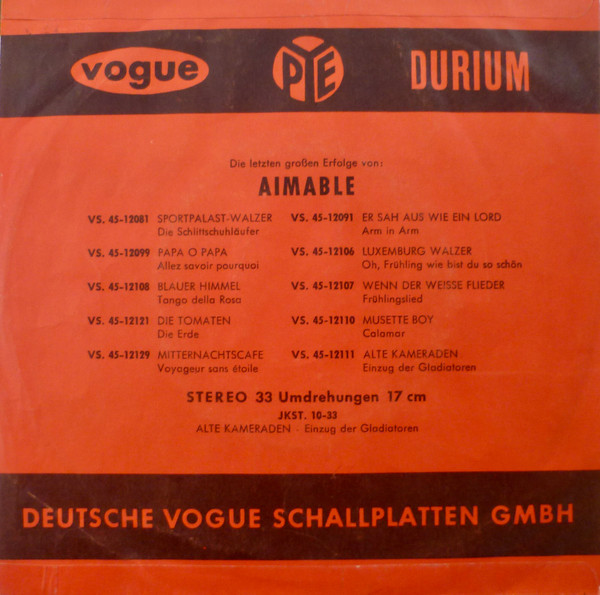 vogue PYE DURIUM
Die letzten großen Erfolge von:
AIMABLE
VS. 45-12081 SPORTPALAST-WALZER
Die Schlittschuhläufer
VS. 45-12099 PAPA O PAPA
Allez savoir pourquoi
VS. 45-12108 BLAUER HIMMEL
Tango della Rosa
VS. 45-12121 DIE TOMATEN
Die Erde
VS. 45-12129 MITTERNACHTSCAFE
Voyageur sans étoile
VS. 45-12091 ER SAH AUS WIE EIN LORD
Arm in Arm
VS. 45-12106 LUXEMBURG WALZER
Oh, Frühling wie bist du so schön
VS. 45-12107 WENN DER WEISSE FLIEDER
Frühlingslied
VS. 45-12110 MUSETTE BOY
Calamar
VS. 45-12111 ALTE KAMERADEN
Einzug der Gladiatoren
STEREO 33 Umdrehungen 17 cm
JKST. 10-33
ALTE KAMERADEN - Einzug der Gladiatoren
DEUTSCHE VOGUE SCHALLPLATTEN GMBH